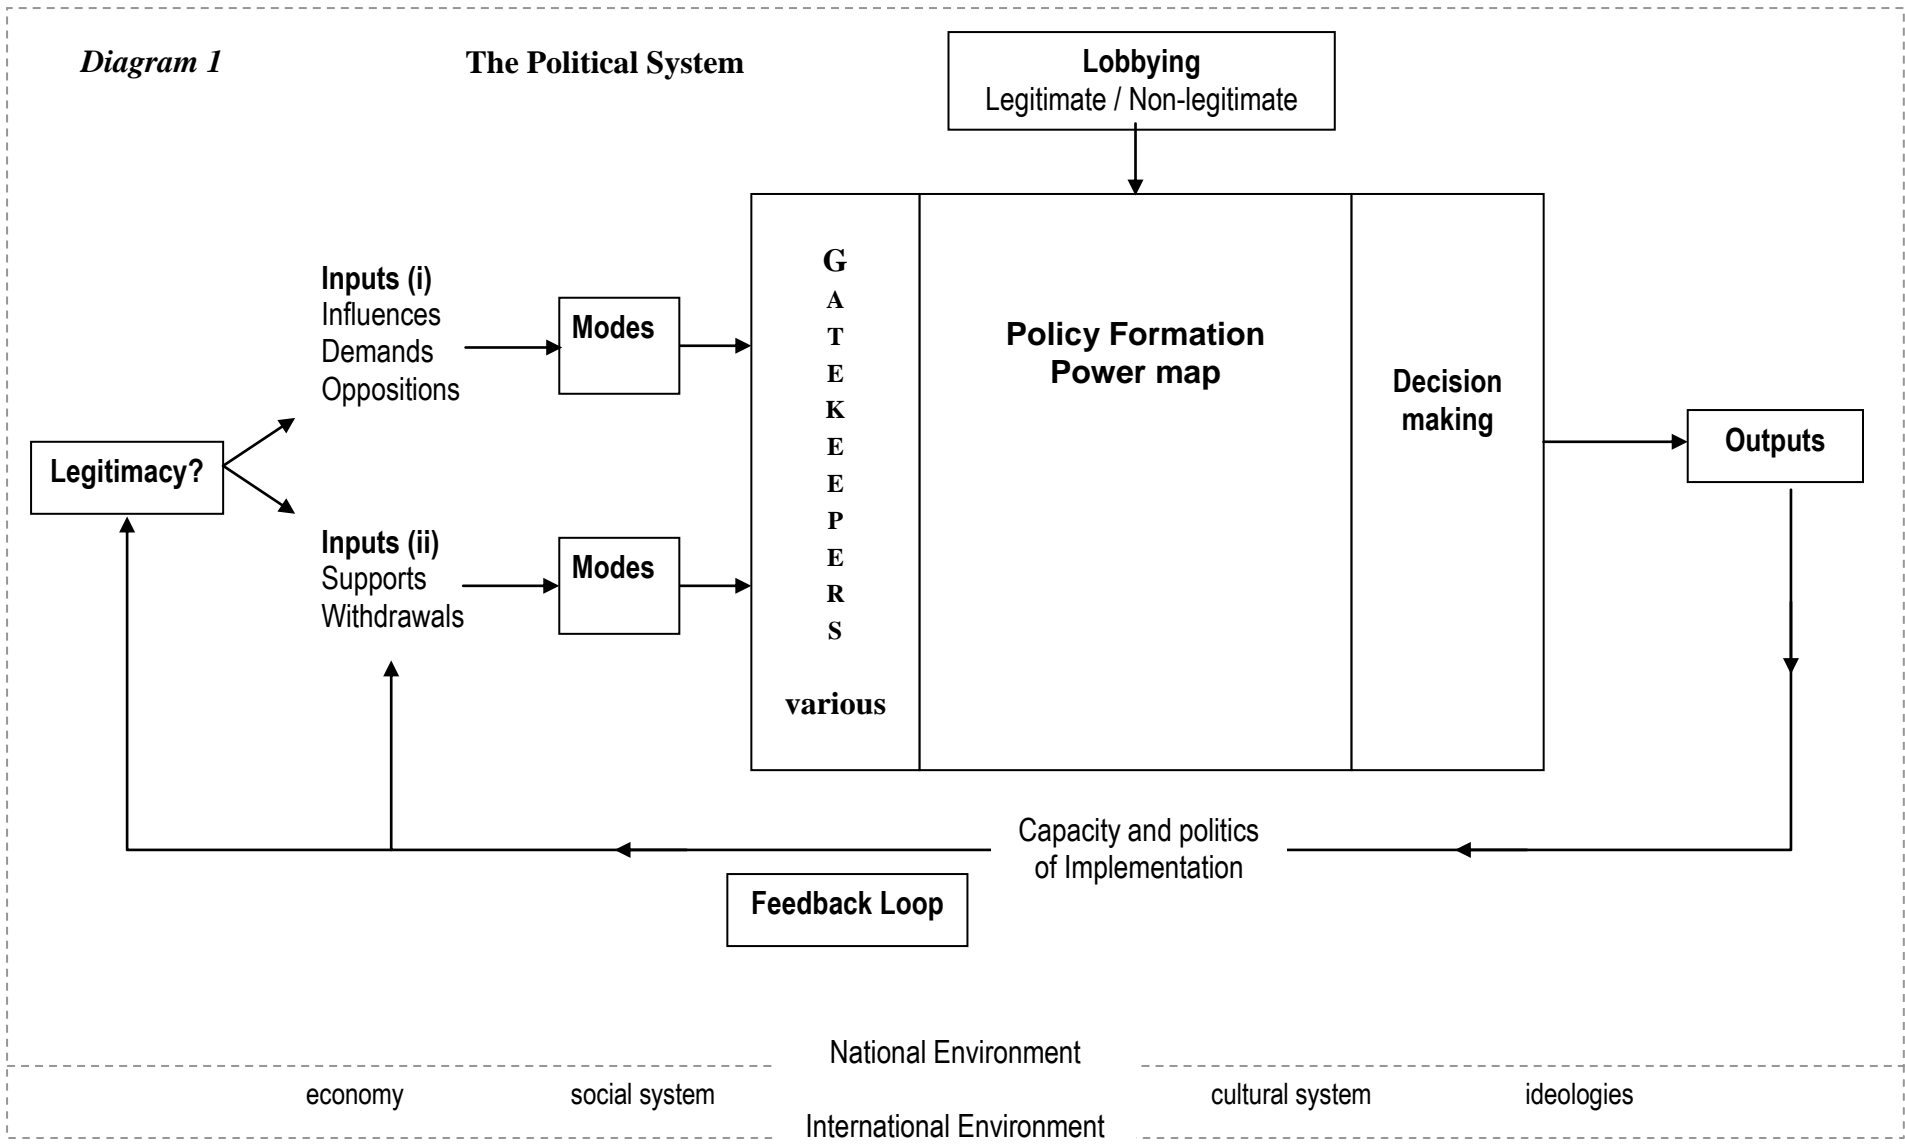 Diagram 1
The Political System
Lobbying
Legitimate / Non-legitimate
Inputs (i)
Influences
Demands
Oppositions
Modes
GATEKEEPERS
various
Policy Formation
Power map
Decision
making
Outputs
Legitimacy?
Inputs (ii)
Supports
Withdrawals
Modes
Capacity and politics
of Implementation
Feedback Loop
National Environment
economy
social system
cultural system
ideologies
International Environment